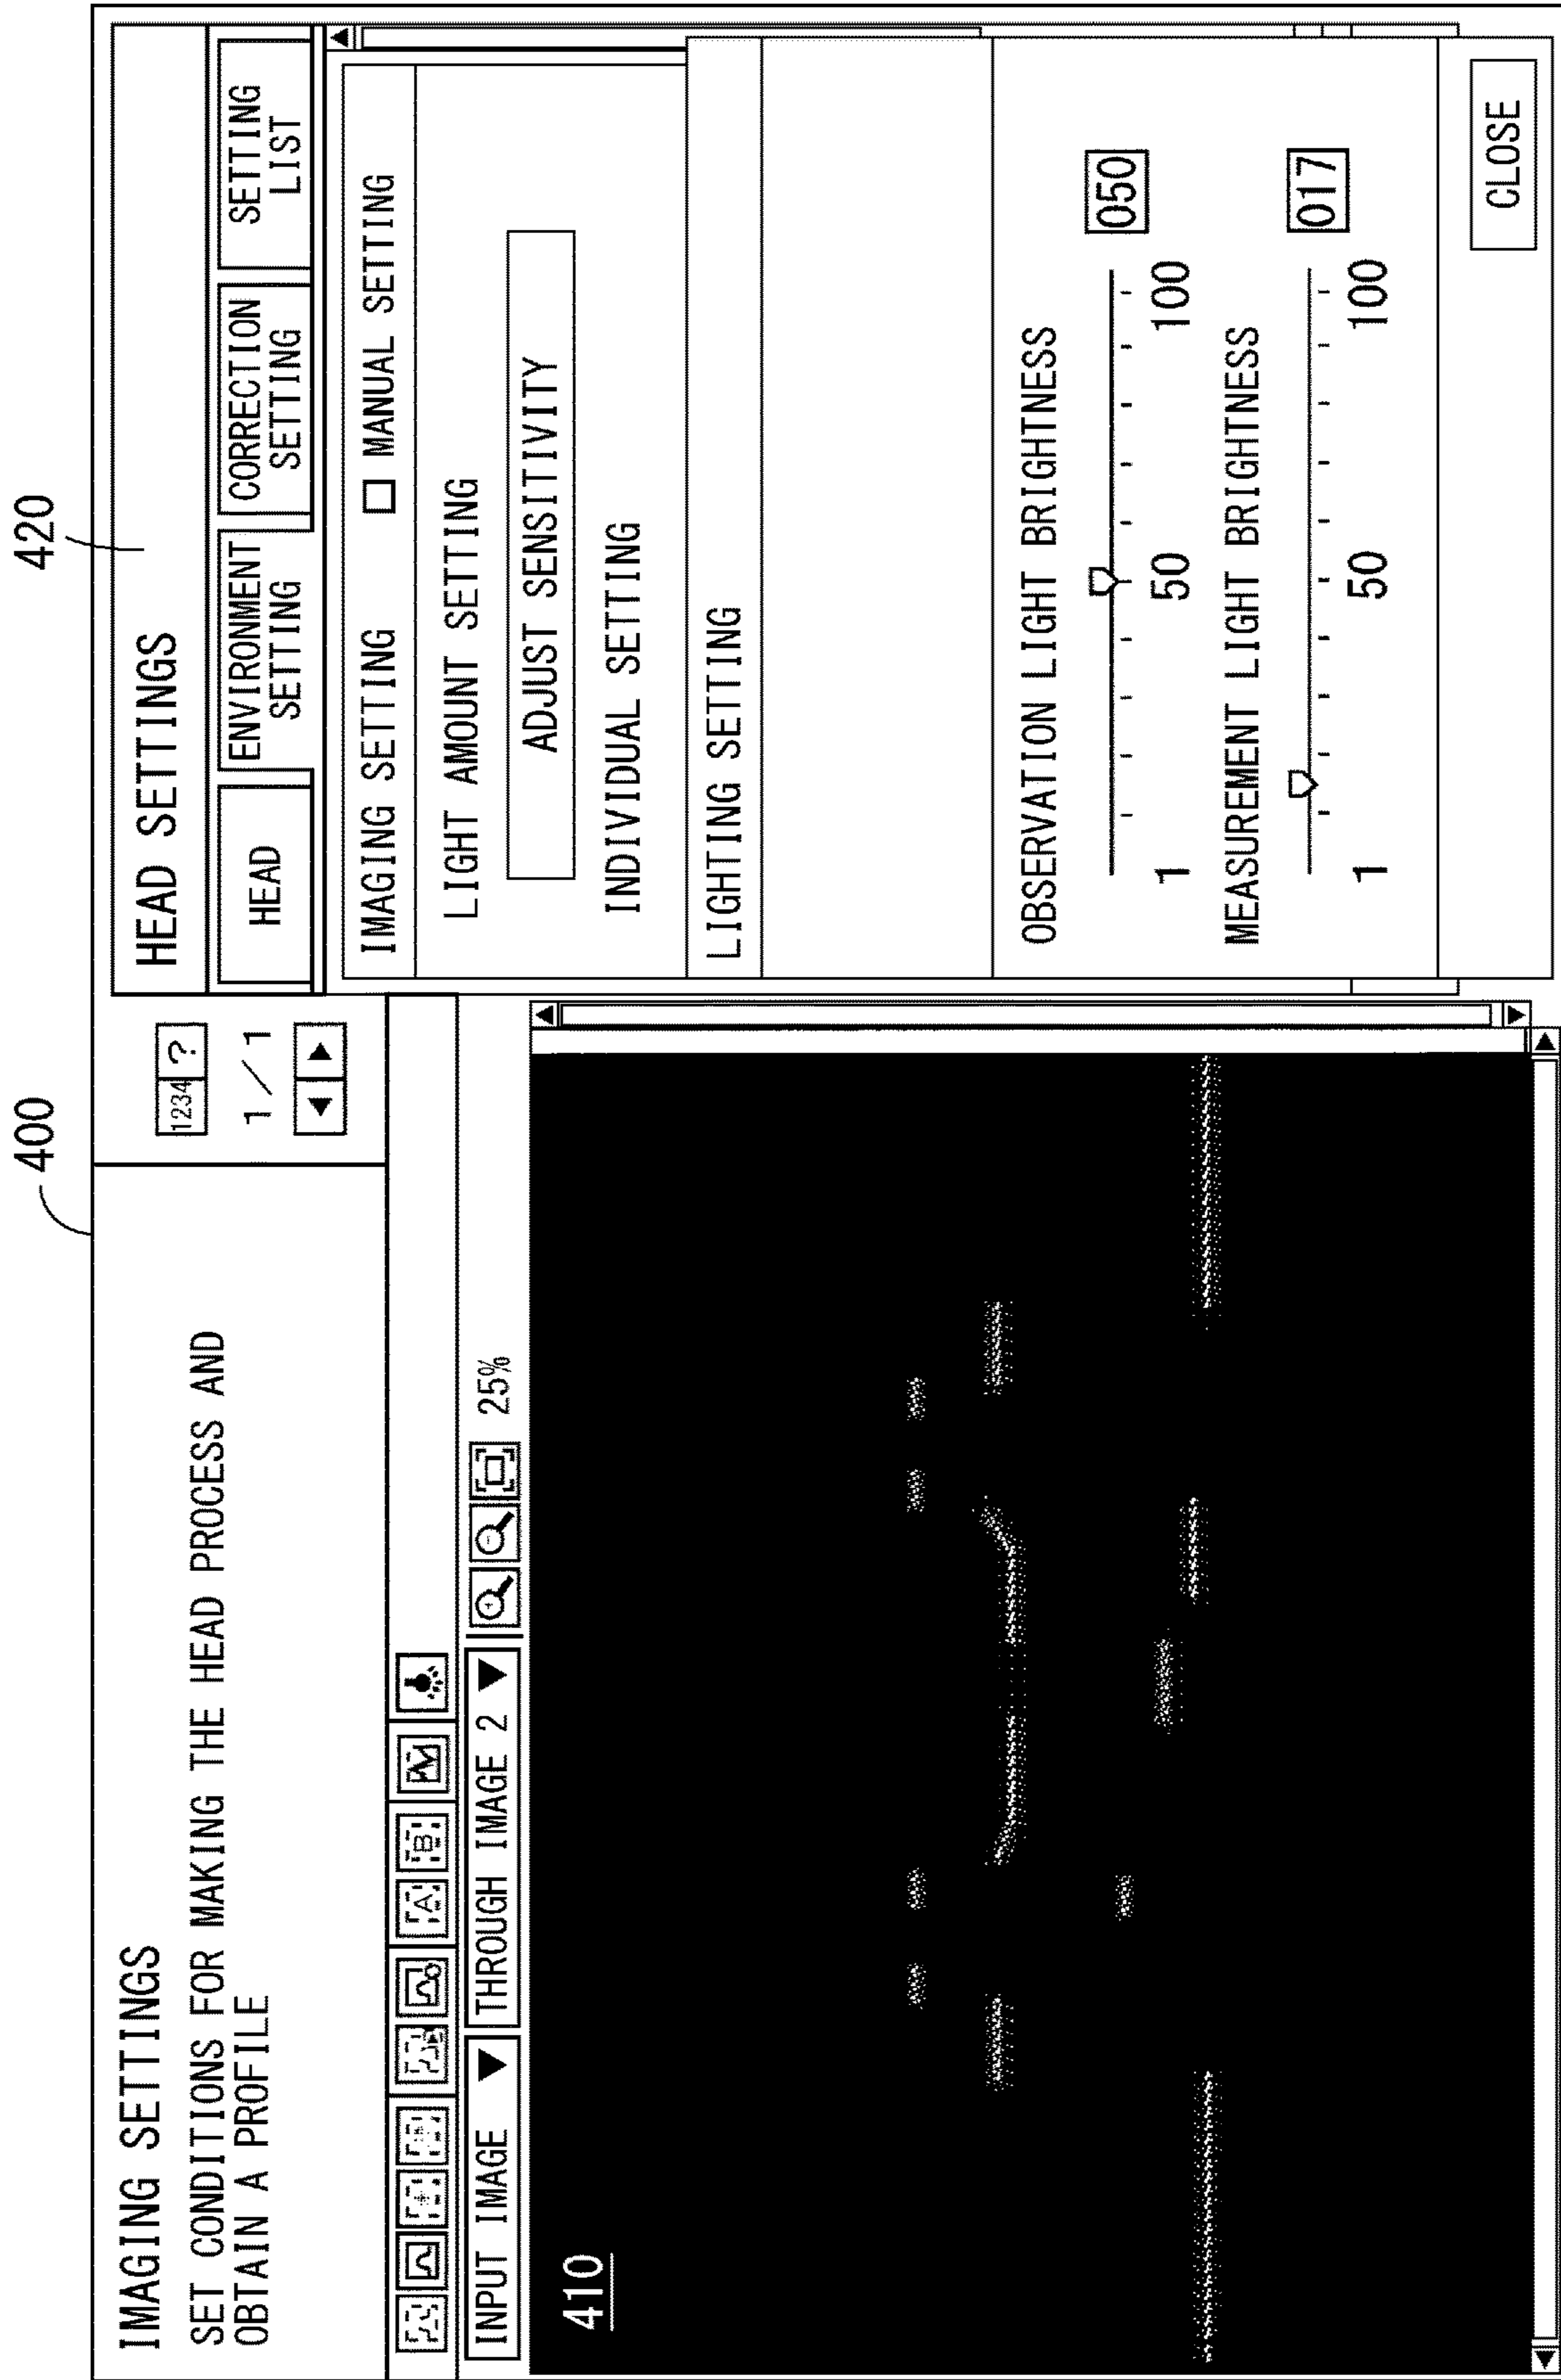 400
420
IMAGING SETTINGS
SET CONDITIONS FOR MAKING THE HEAD PROCESS AND
OBTAIN A PROFILE
1234 ?
1/1
A B
INPUT IMAGE ▼ THROUGH IMAGE 2 ▼ 25%
410
HEAD SETTINGS
HEAD
ENVIRONMENT
SETTING
CORRECTION
SETTING
SETTING
LIST
IMAGING SETTING □ MANUAL SETTING
LIGHT AMOUNT SETTING
ADJUST SENSITIVITY
INDIVIDUAL SETTING
LIGHTING SETTING
OBSERVATION LIGHT BRIGHTNESS
050
1 50 100
MEASUREMENT LIGHT BRIGHTNESS
017
1 50 100
CLOSE